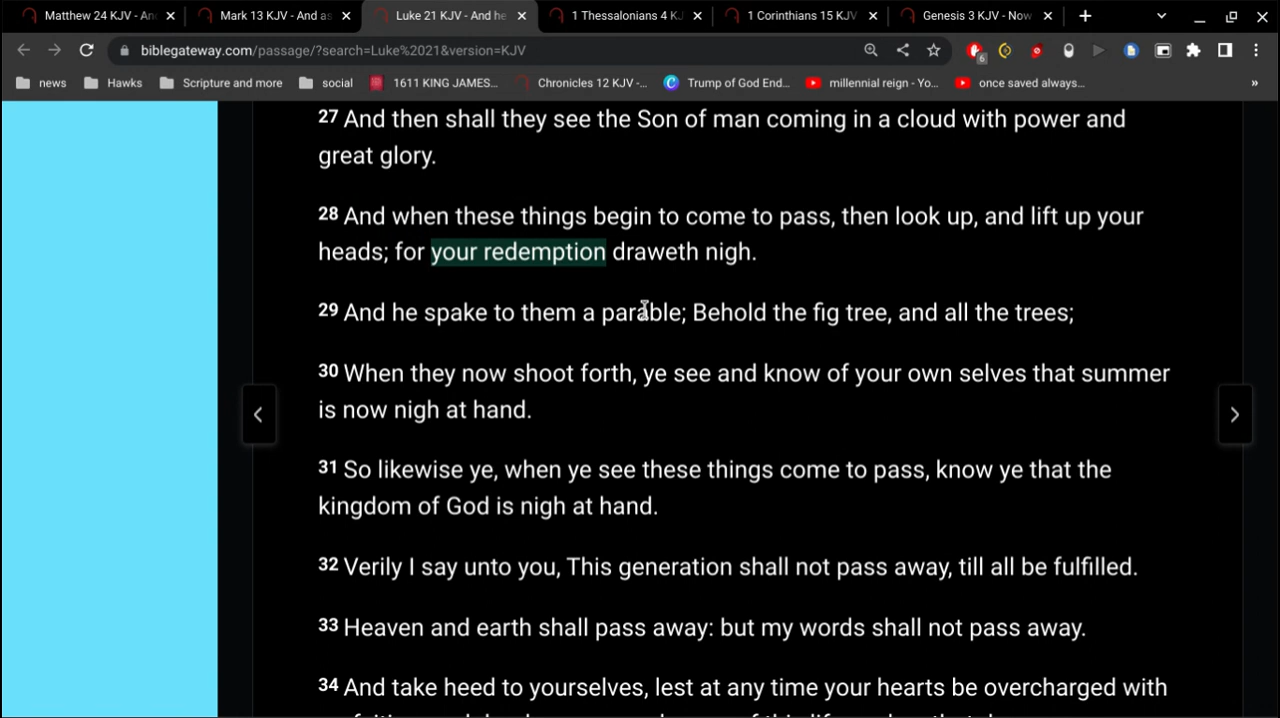 Matthew 24 KJV - An
Mark 13 KJV - And as
Luke 21 KJV - And he
1 Thessalonians 4 KJ
1 Corinthians 15 KJV
Genesis 3 KJV - Now
biblegateway.com/passage/?search=Luke%2021&version=KJV
6
news
Hawks
Scripture and more
social
1611 KING JAMES...
Chronicles 12 KJV -...
Trump of God End...
millennial reign - Yo...
once saved always...
»
27 And then shall they see the Son of man coming in a cloud with power and
great glory.
28 And when these things begin to come to pass, then look up, and lift up your
heads; for your redemption draweth nigh.
29 And he spake to them a parable; Behold the fig tree, and all the trees;
30 When they now shoot forth, ye see and know of your own selves that summer
is now nigh at hand.
31 So likewise ye, when ye see these things come to pass, know ye that the
kingdom of God is nigh at hand.
32 Verily I say unto you, This generation shall not pass away, till all be fulfilled.
33 Heaven and earth shall pass away: but my words shall not pass away.
34 And take heed to yourselves, lest at any time your hearts be overcharged with